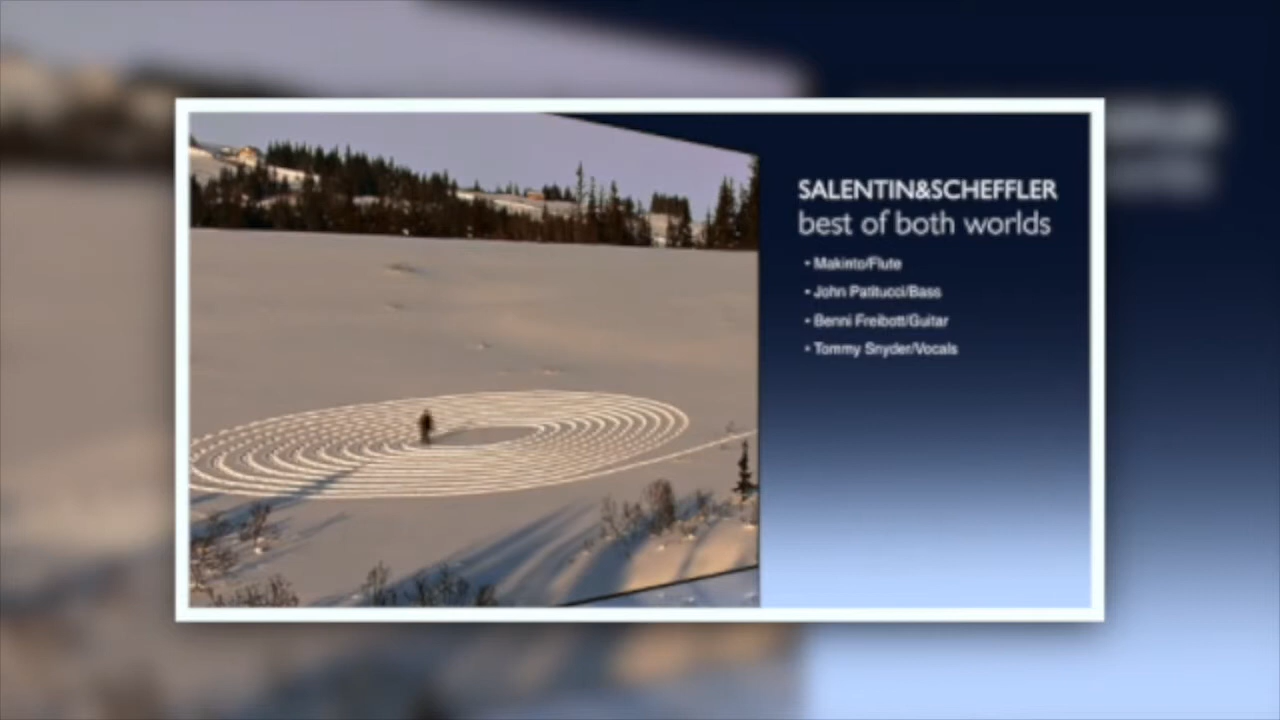 SALENTIN&SCHEFFLER
best of both worlds
• Makinto/Flute
• John Patitucci/Bass
• Benni Freibott/Guitar
• Tommy Snyder/Vocals